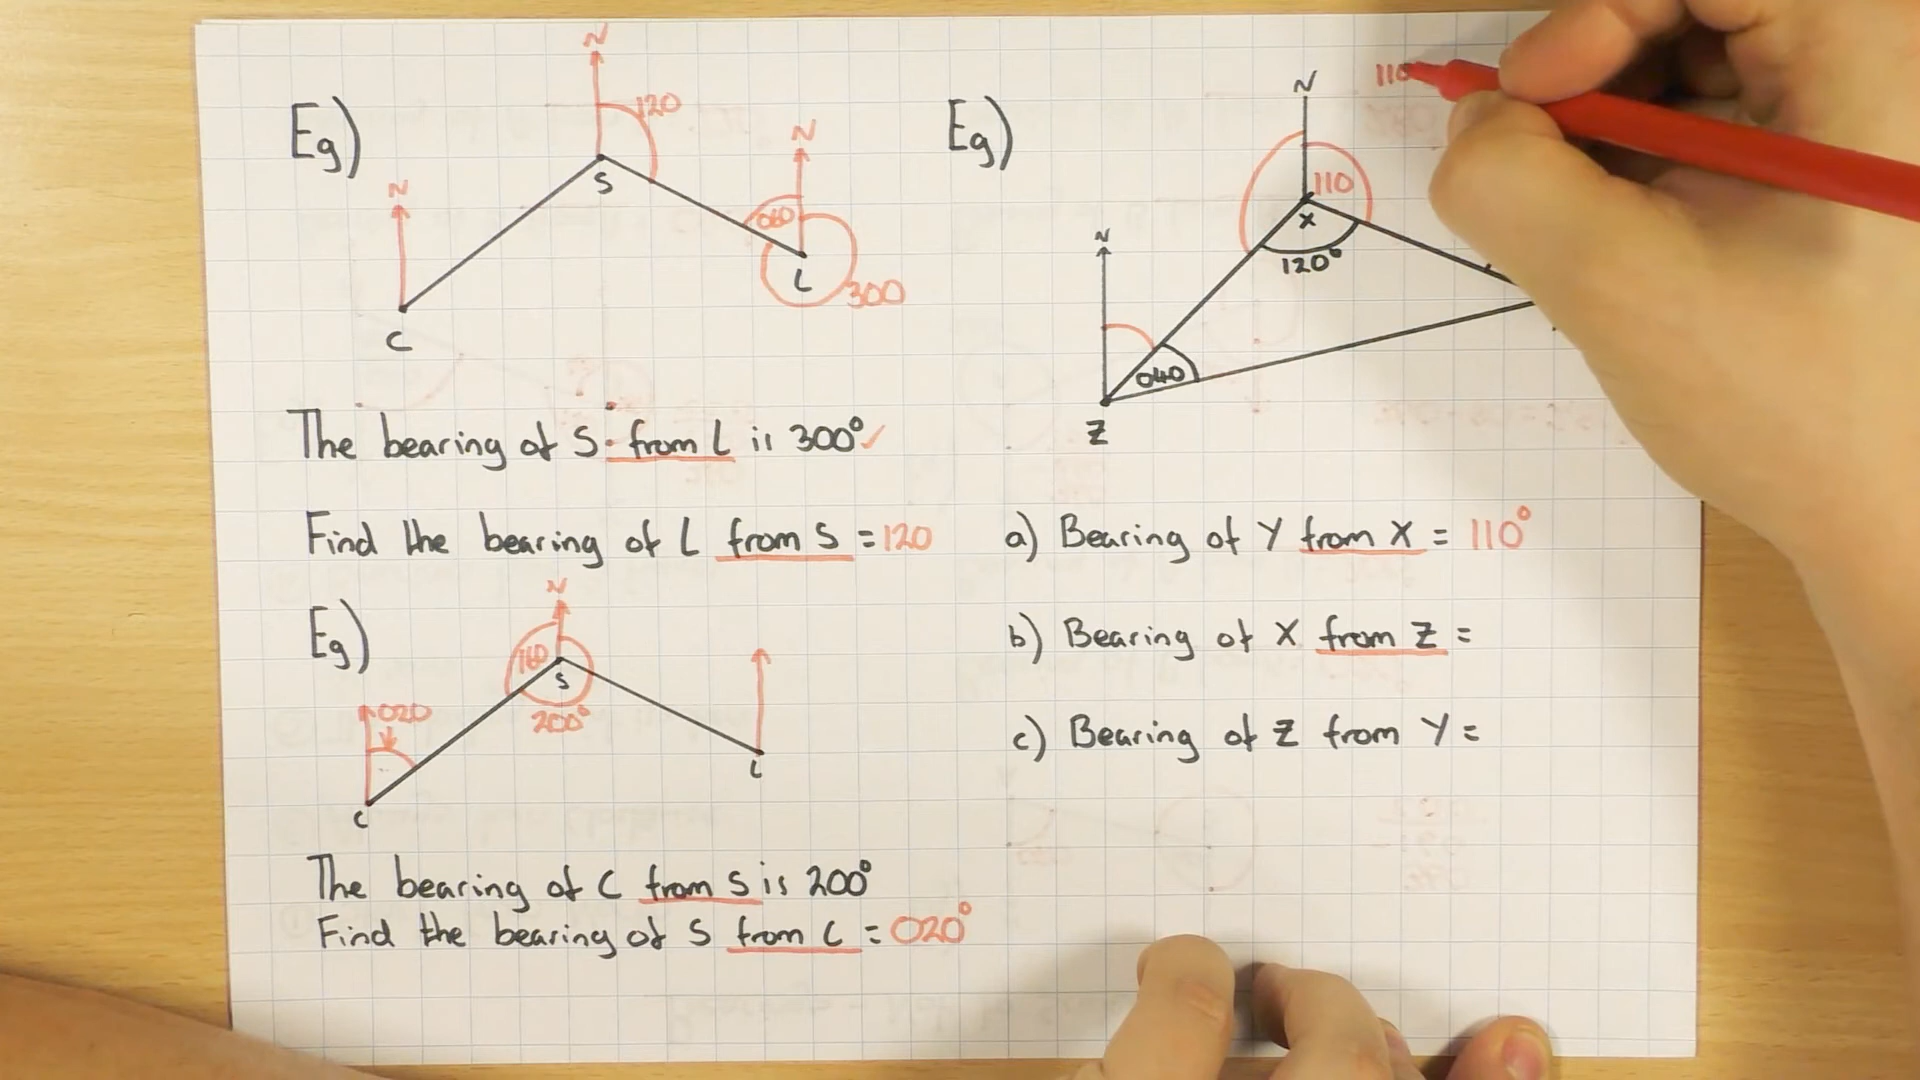 Eg)
N
120
S
N
N
060
L
300
C
The bearing of S from L is 300°✓
Find the bearing of L from S = 120
Eg)
N
160
S
200°
020
L
C
The bearing of C from S is 200°
Find the bearing of S from C = 020°
Eg)
N
110
110
X
120°
N
040
Z
a) Bearing of Y from X = 110°
b) Bearing of X from Z =
c) Bearing of Z from Y =